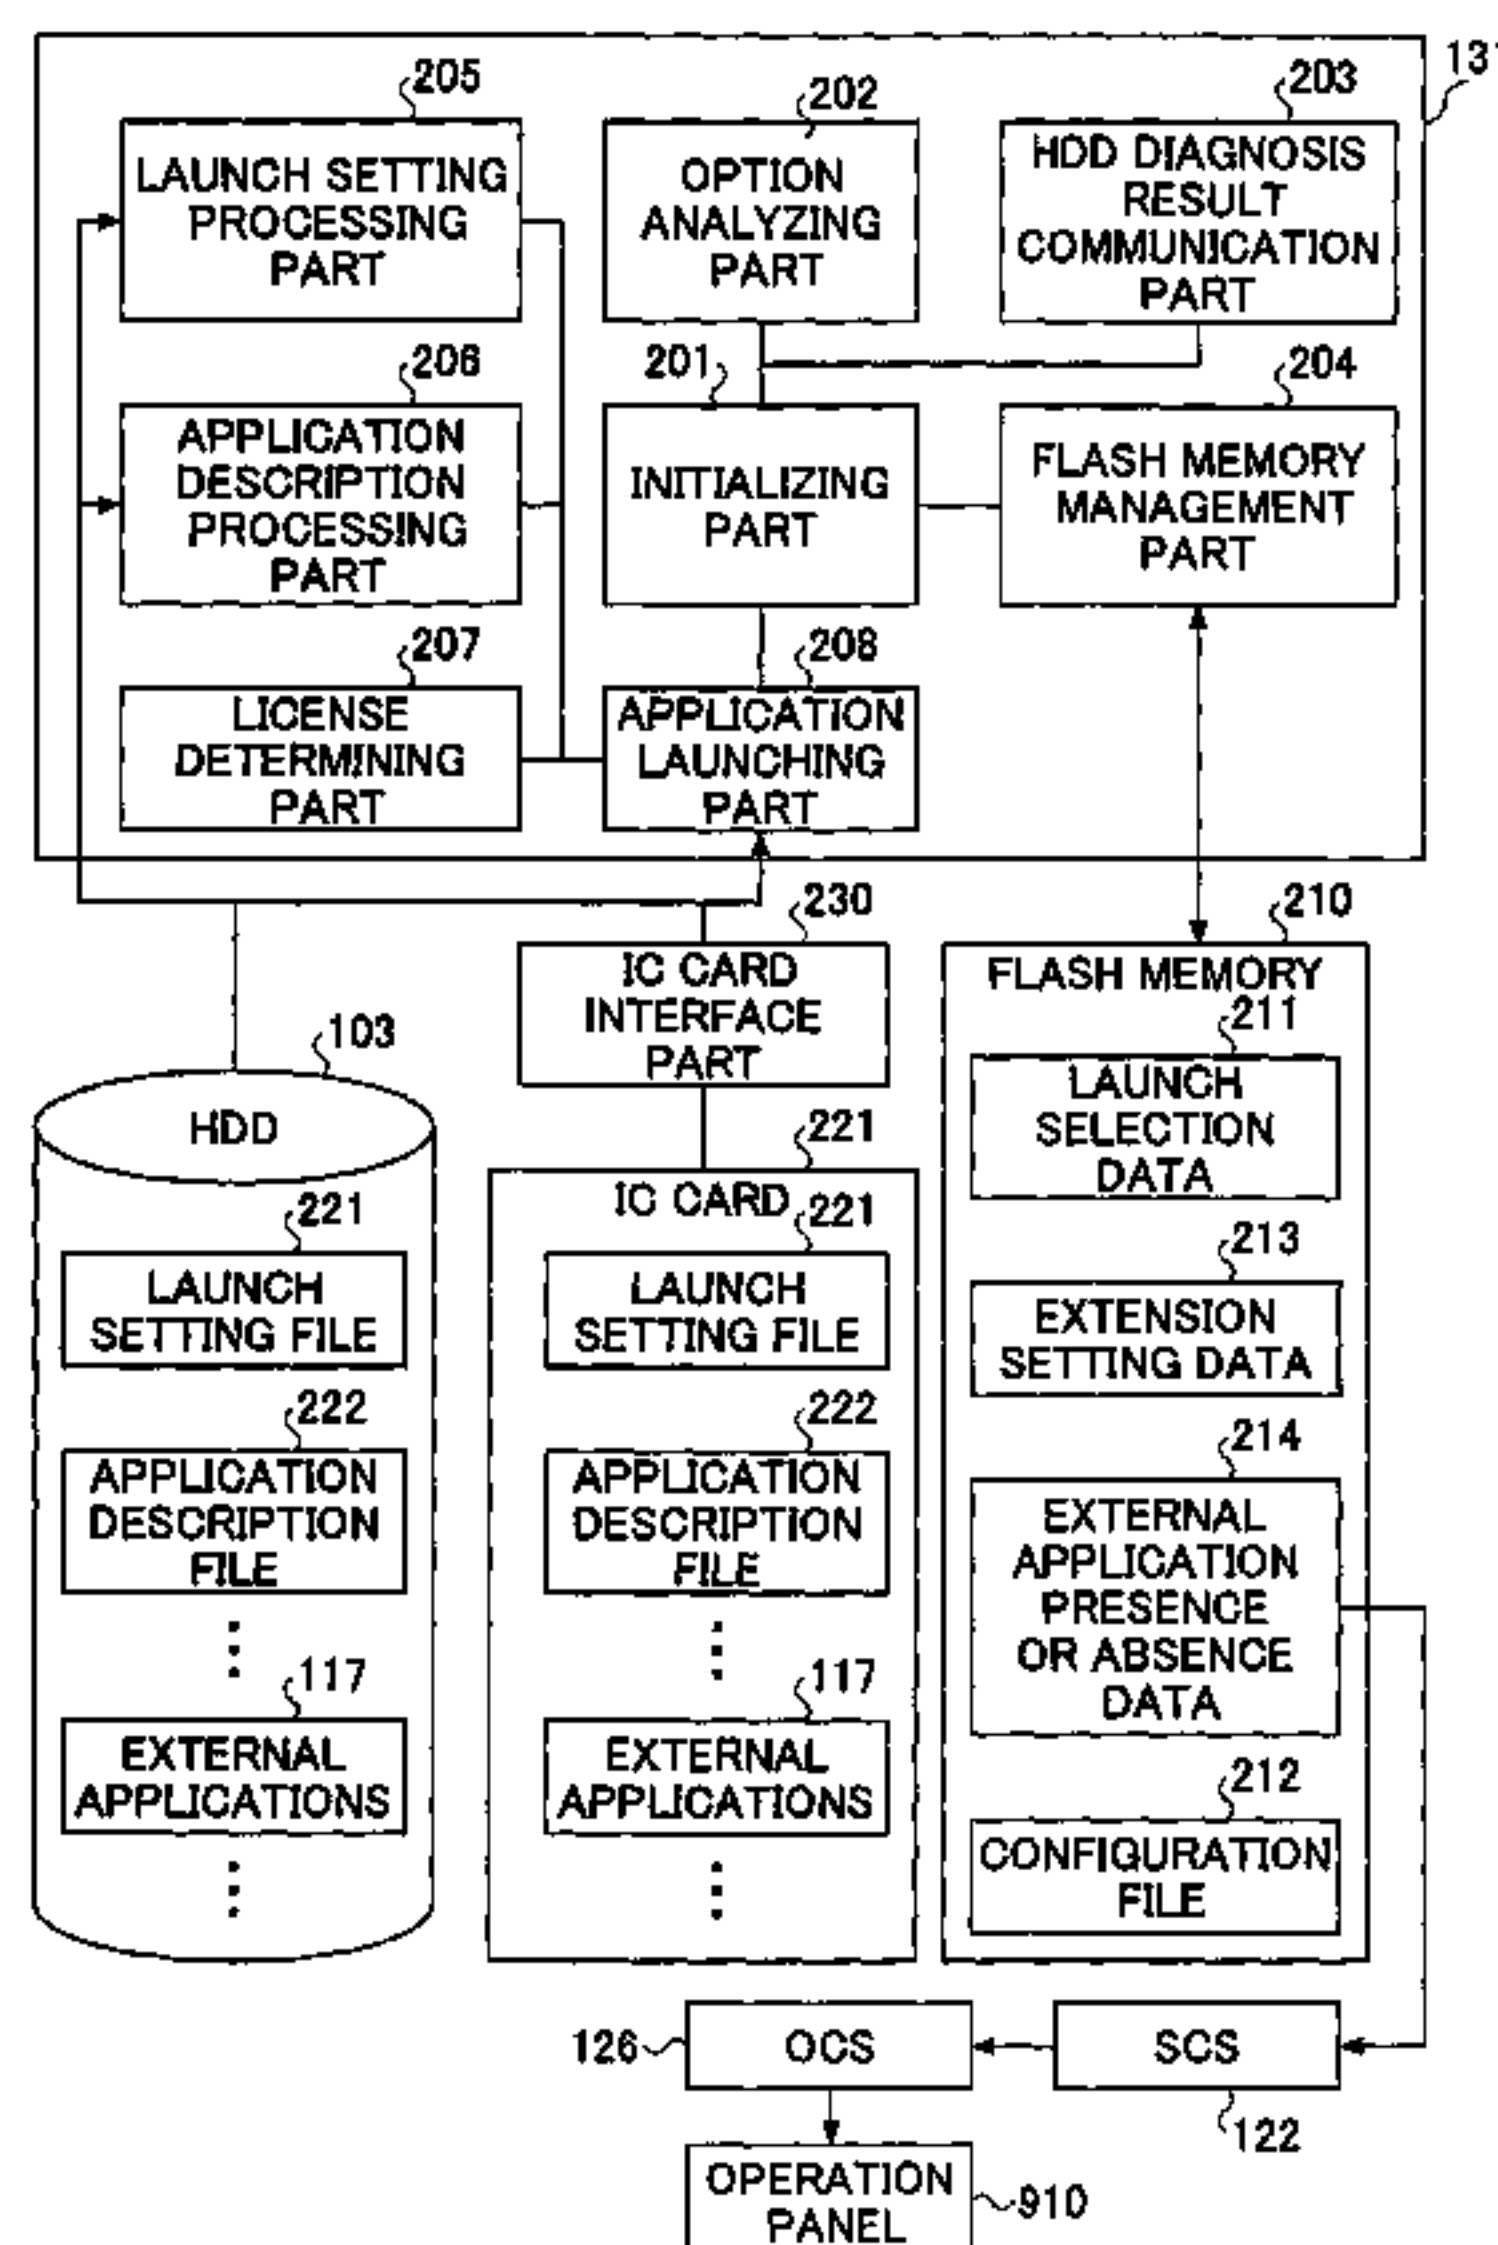 13
205
202
203
LAUNCH SETTING
PROCESSING
PART
OPTION
ANALYZING
PART
HDD DIAGNOSIS
RESULT
COMMUNICATION
PART
206
201
204
APPLICATION
DESCRIPTION
PROCESSING
PART
INITIALIZING
PART
FLASH MEMORY
MANAGEMENT
PART
207
208
LICENSE
DETERMINING
PART
APPLICATION
LAUNCHING
PART
230
210
IC CARD
INTERFACE
PART
FLASH MEMORY
211
LAUNCH
SELECTION
DATA
213
EXTENSION
SETTING DATA
214
EXTERNAL
APPLICATION
PRESENCE
OR ABSENCE
DATA
212
CONFIGURATION
FILE
103
HDD
221
LAUNCH
SETTING FILE
222
APPLICATION
DESCRIPTION
FILE
117
EXTERNAL
APPLICATIONS
221
IC CARD
221
LAUNCH
SETTING FILE
222
APPLICATION
DESCRIPTION
FILE
117
EXTERNAL
APPLICATIONS
126
OCS
SCS
122
OPERATION
PANEL
910